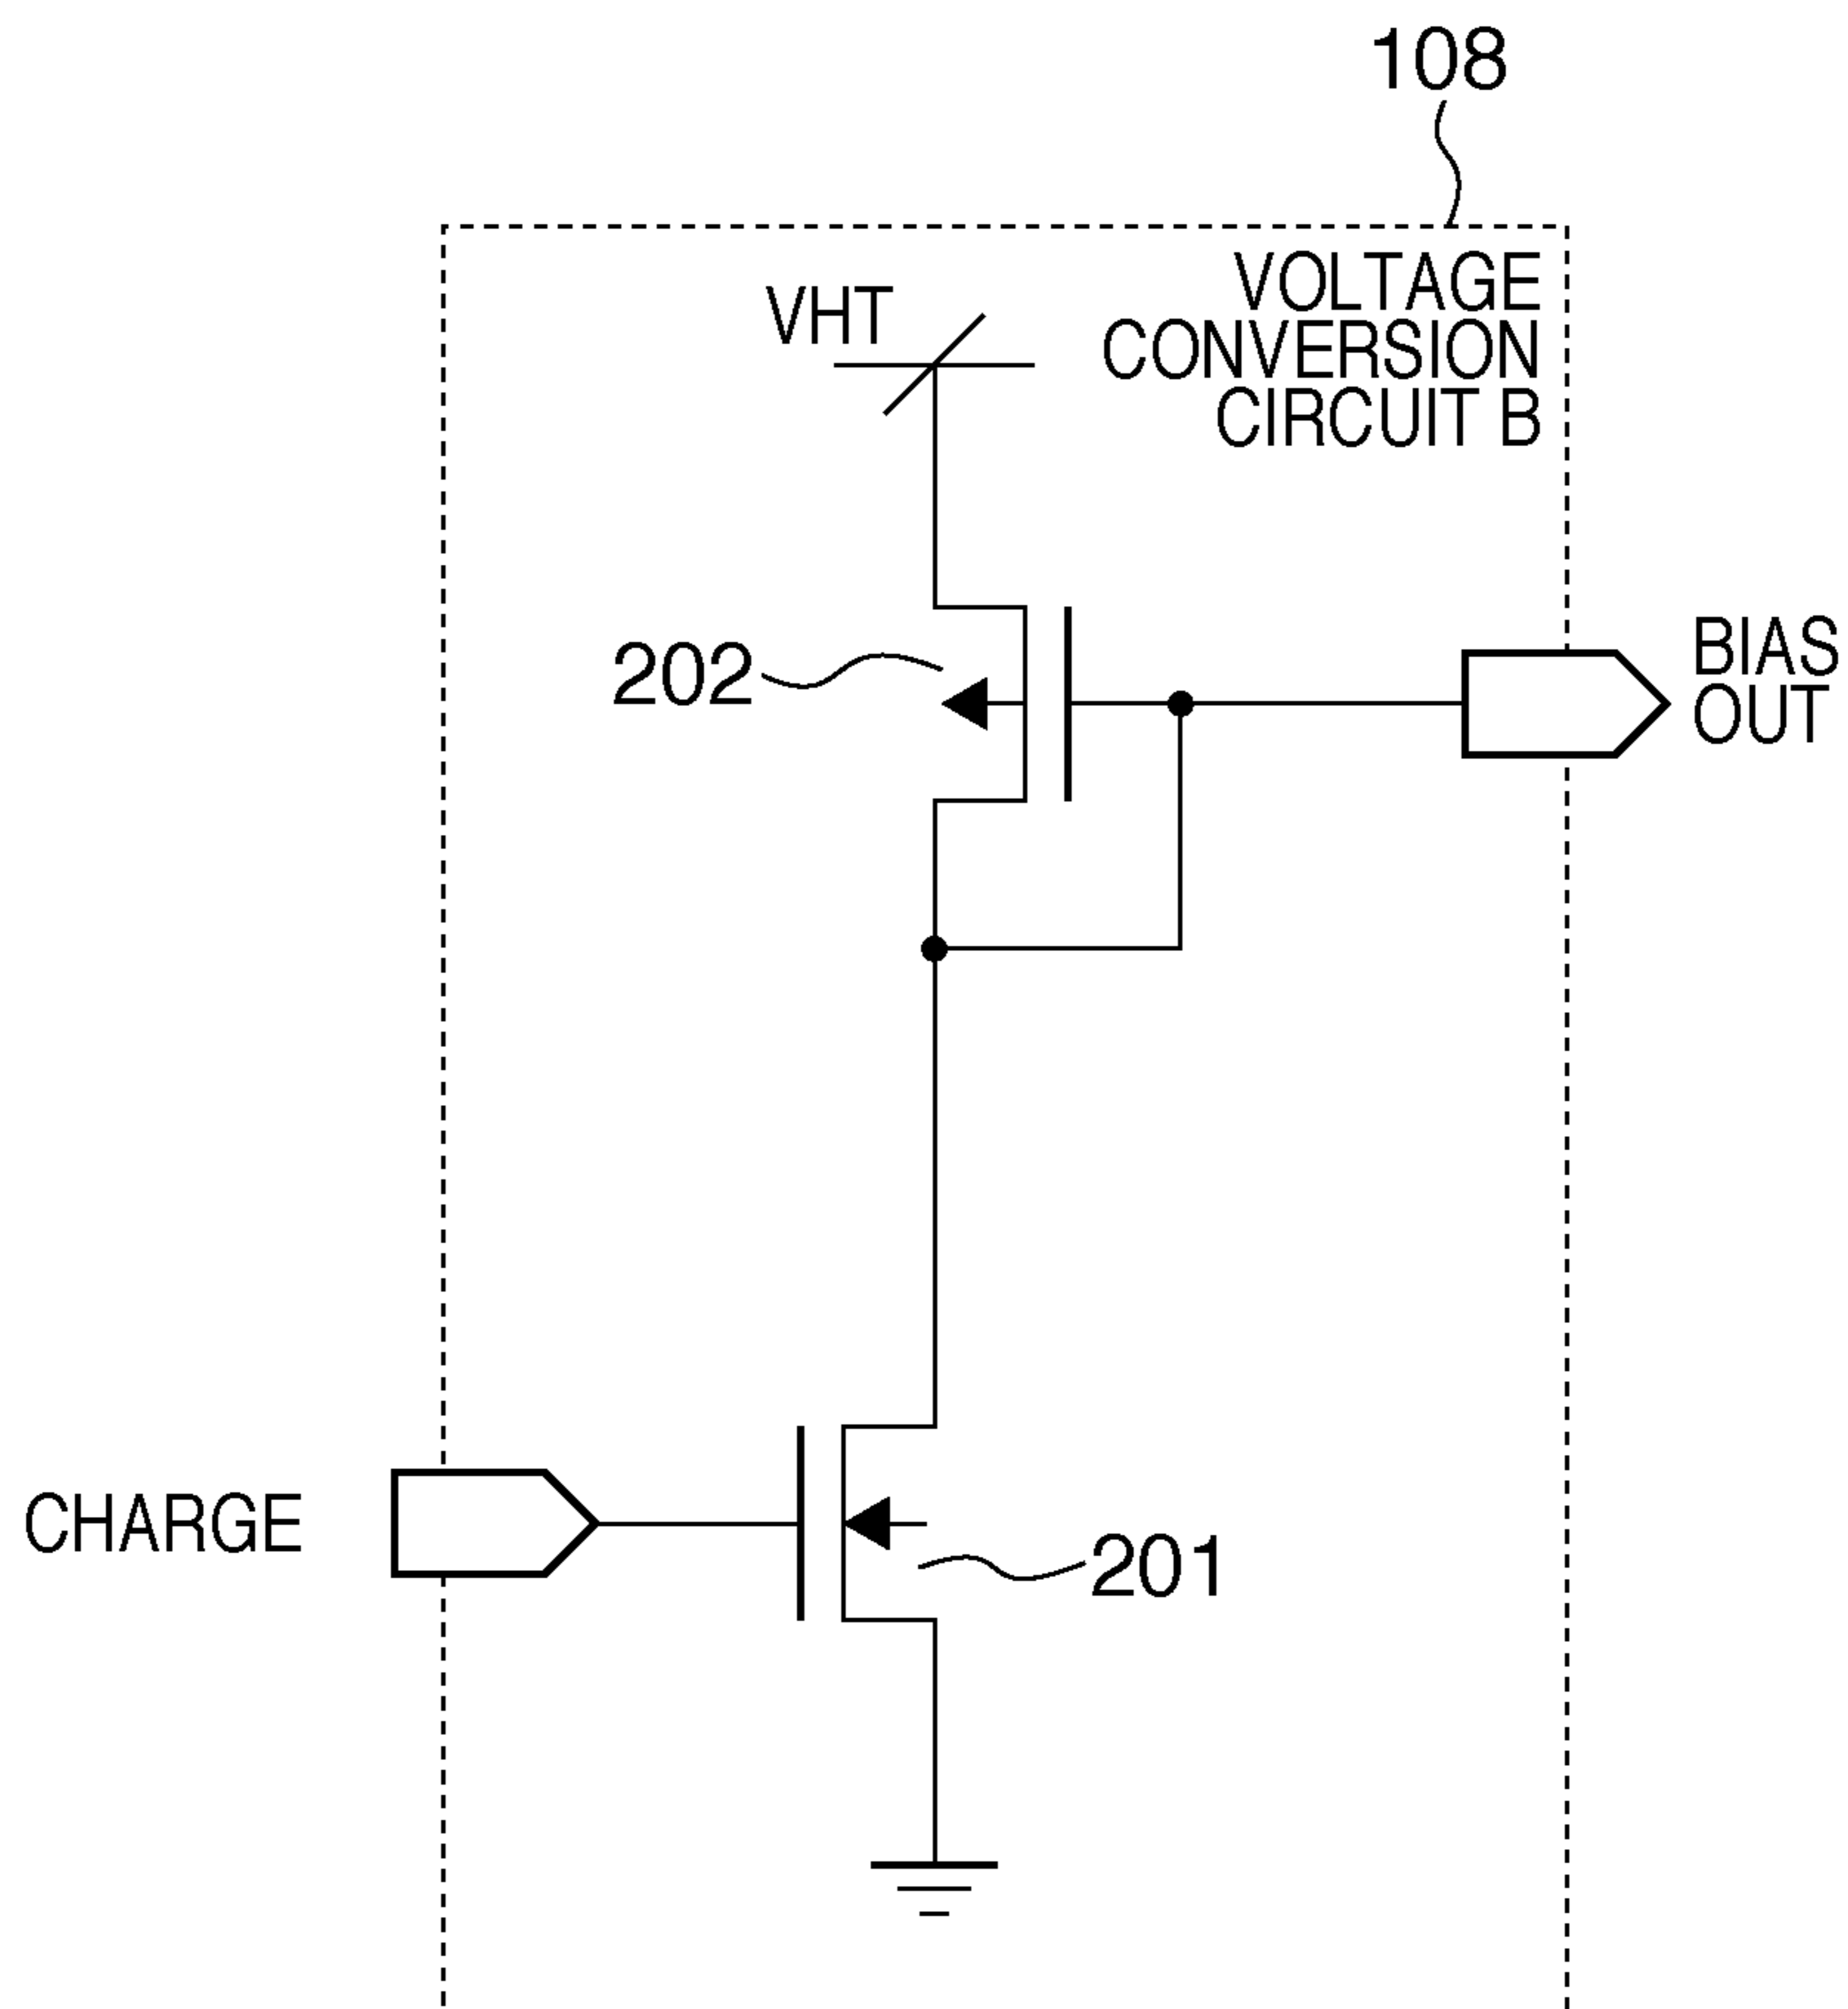 108
VOLTAGE
CONVERSION
CIRCUIT B
VHT
202
BIAS
OUT
CHARGE
201